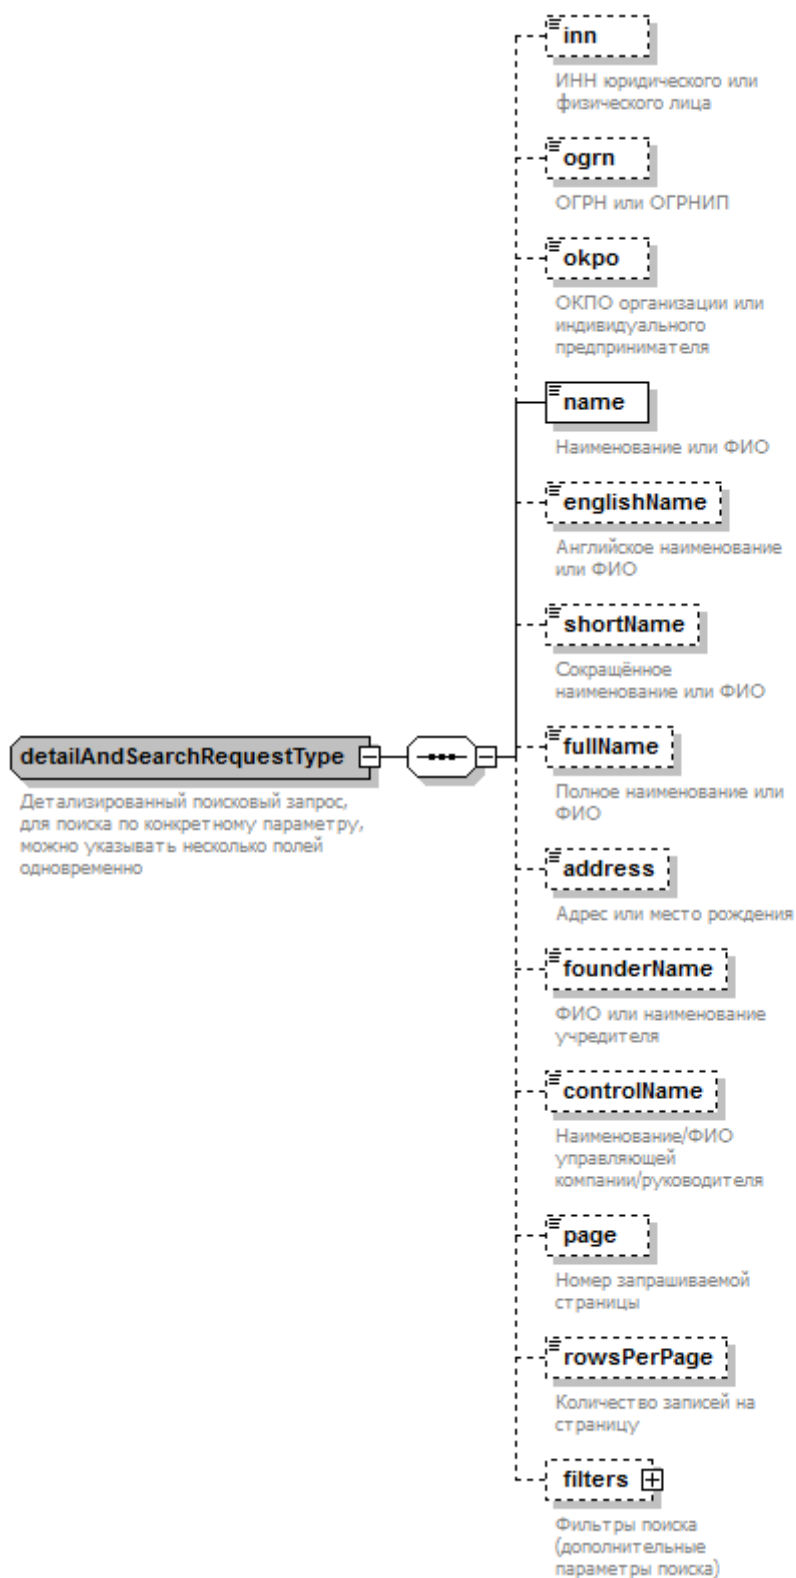 inn
ИНН юридического или
физического лица
ogrn
ОГРН или ОГРНИП
okpo
ОКПО организации или
индивидуального
предпринимателя
name
Наименование или ФИО
englishName
Английское наименование
или ФИО
shortName
Сокращённое
наименование или ФИО
detailAndSearchRequestType
Детализированный поисковый запрос,
для поиска по конкретному параметру,
можно указывать несколько полей
одновременно
fullName
Полное наименование или
ФИО
address
Адрес или место рождения
founderName
ФИО или наименование
учредителя
controlName
Наименование/ФИО
управляющей
компании/руководителя
page
Номер запрашиваемой
страницы
rowsPerPage
Количество записей на
страницу
filters
Фильтры поиска
(дополнительные
параметры поиска)